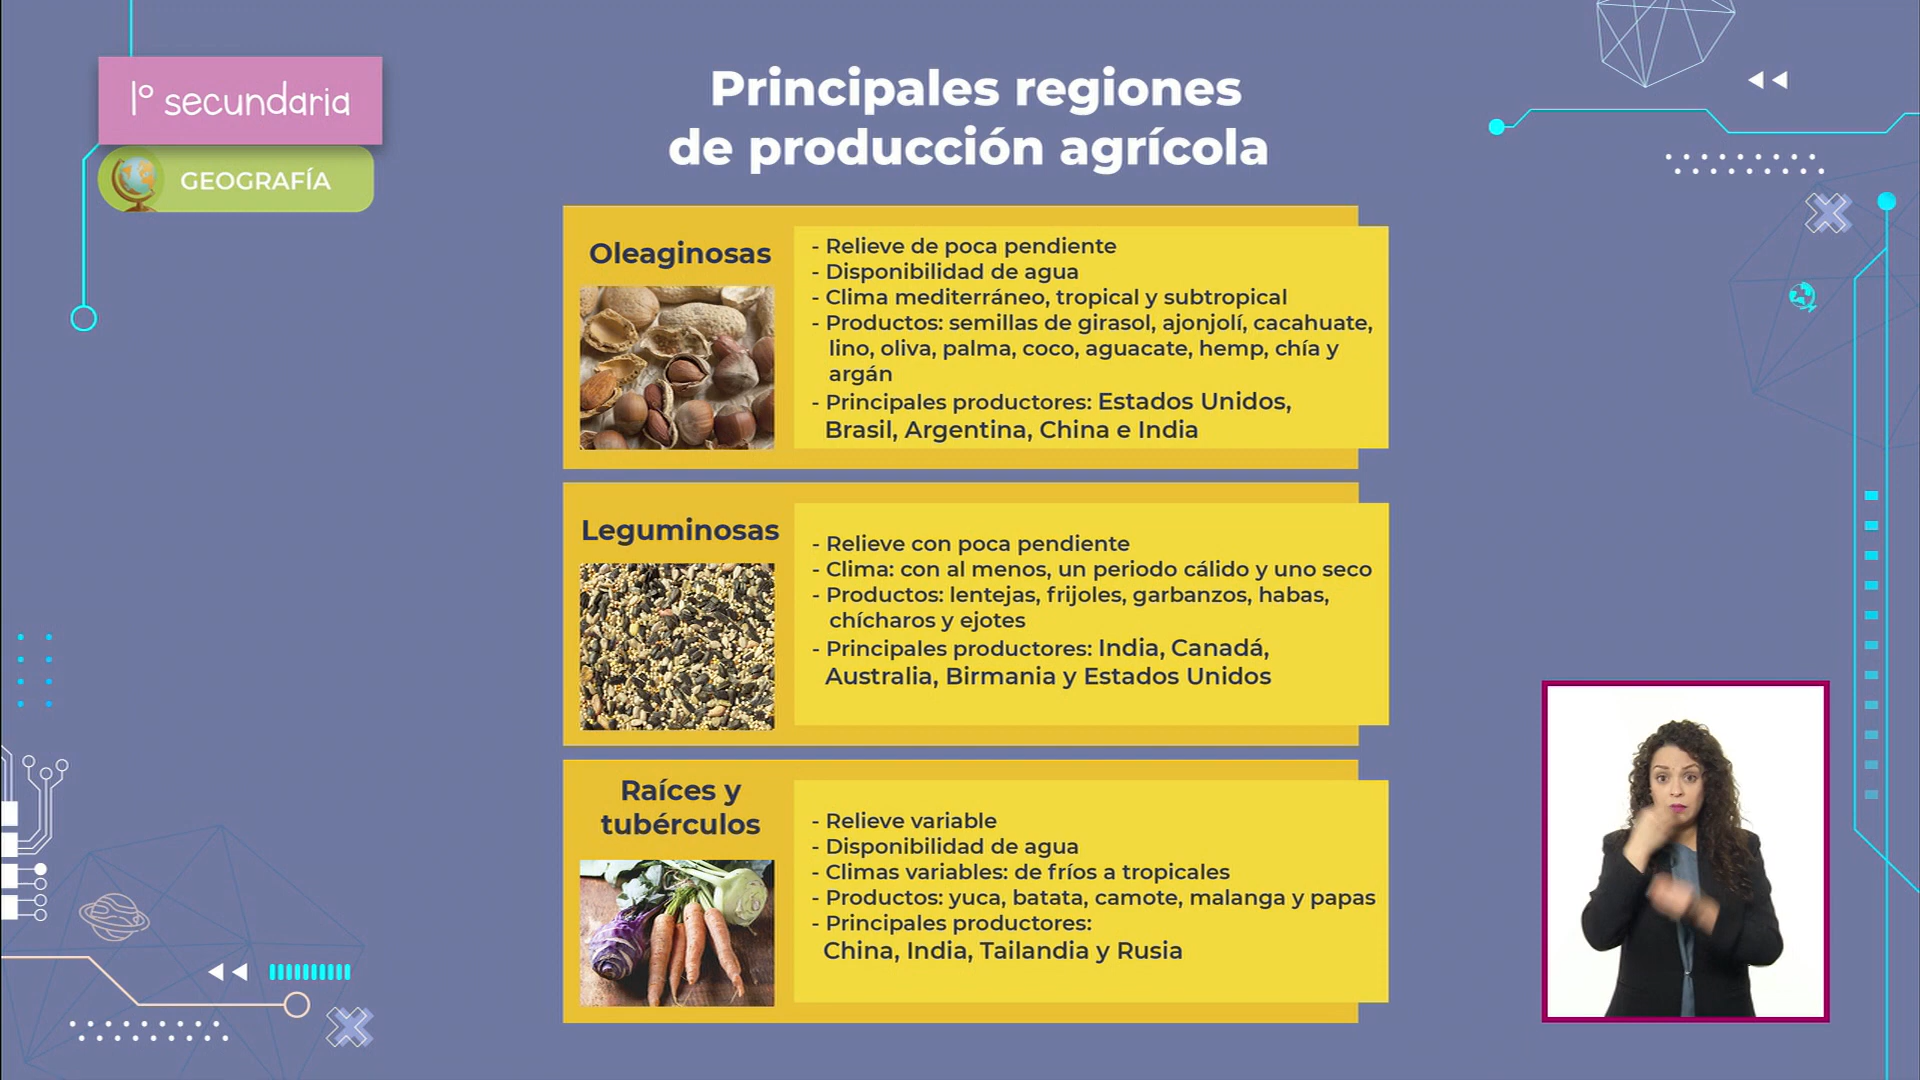 1° secundaria
GEOGRAFÍA
Principales regiones
de producción agrícola
Oleaginosas
- Relieve de poca pendiente
- Disponibilidad de agua
- Clima mediterráneo, tropical y subtropical
- Productos: semillas de girasol, ajonjolí, cacahuate,
lino, oliva, palma, coco, aguacate, hemp, chía y
argán
- Principales productores: Estados Unidos,
Brasil, Argentina, China e India
Leguminosas
- Relieve con poca pendiente
- Clima: con al menos, un periodo cálido y uno seco
- Productos: lentejas, frijoles, garbanzos, habas,
chícharos y ejotes
- Principales productores: India, Canadá,
Australia, Birmania y Estados Unidos
Raíces y
tubérculos
- Relieve variable
- Disponibilidad de agua
- Climas variables: de fríos a tropicales
- Productos: yuca, batata, camote, malanga y papas
- Principales productores:
China, India, Tailandia y Rusia